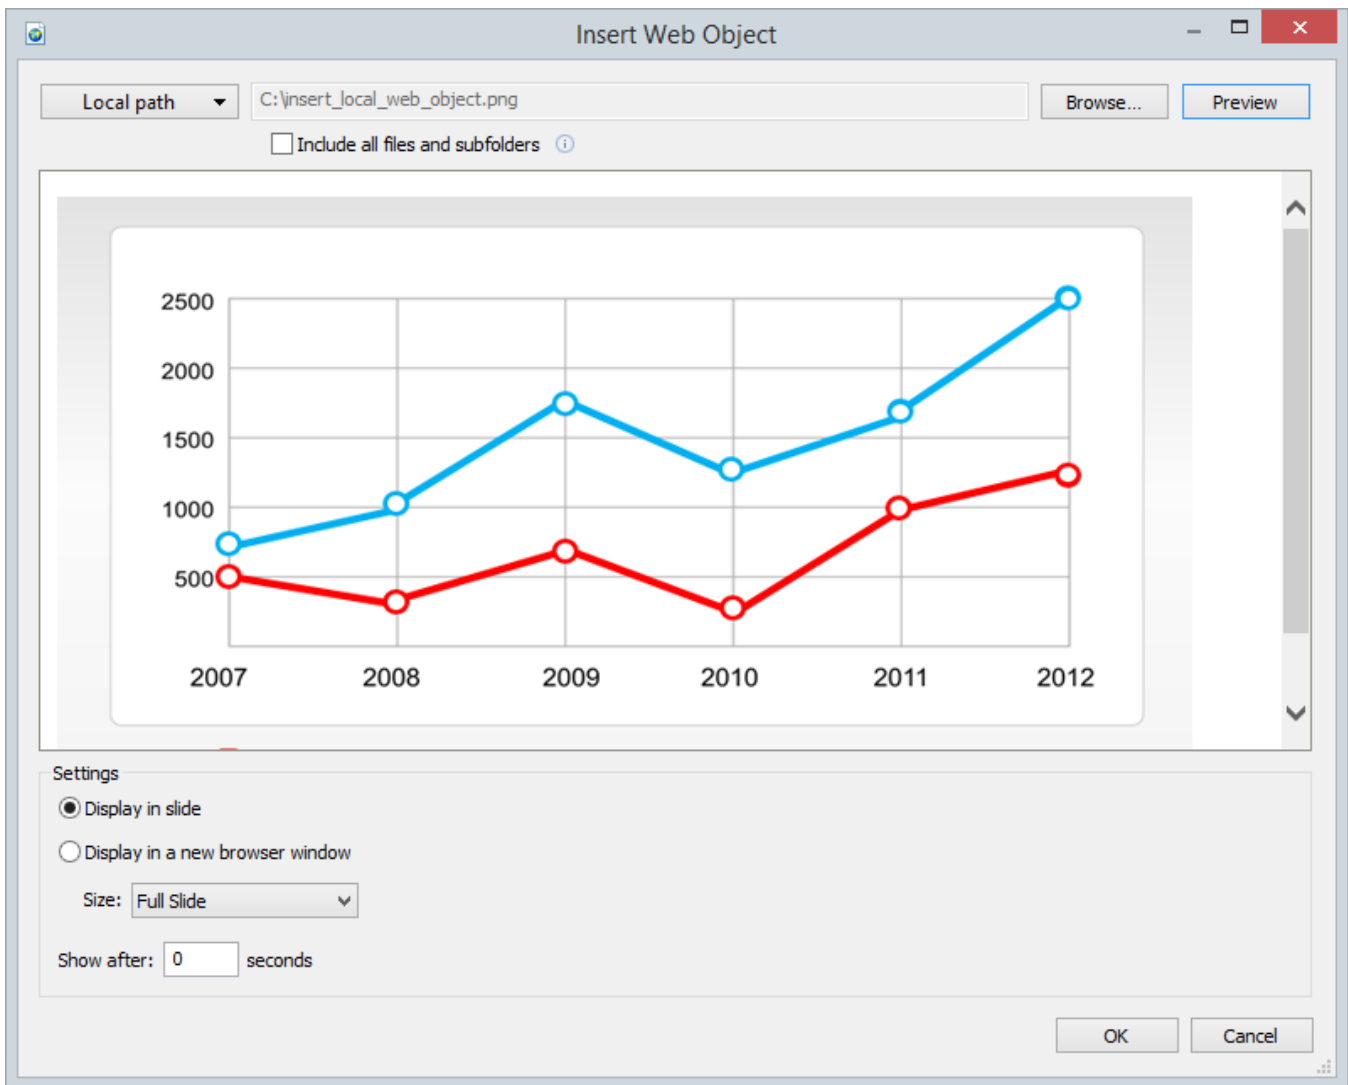 Insert Web Object
Local path C:\insert_local_web_object.png Browse... Preview
Include all files and subfolders
2500
2000
1500
1000
500
2007 2008 2009 2010 2011 2012
Settings
Display in slide
Display in a new browser window
Size: Full Slide
Show after: 0 seconds
OK Cancel